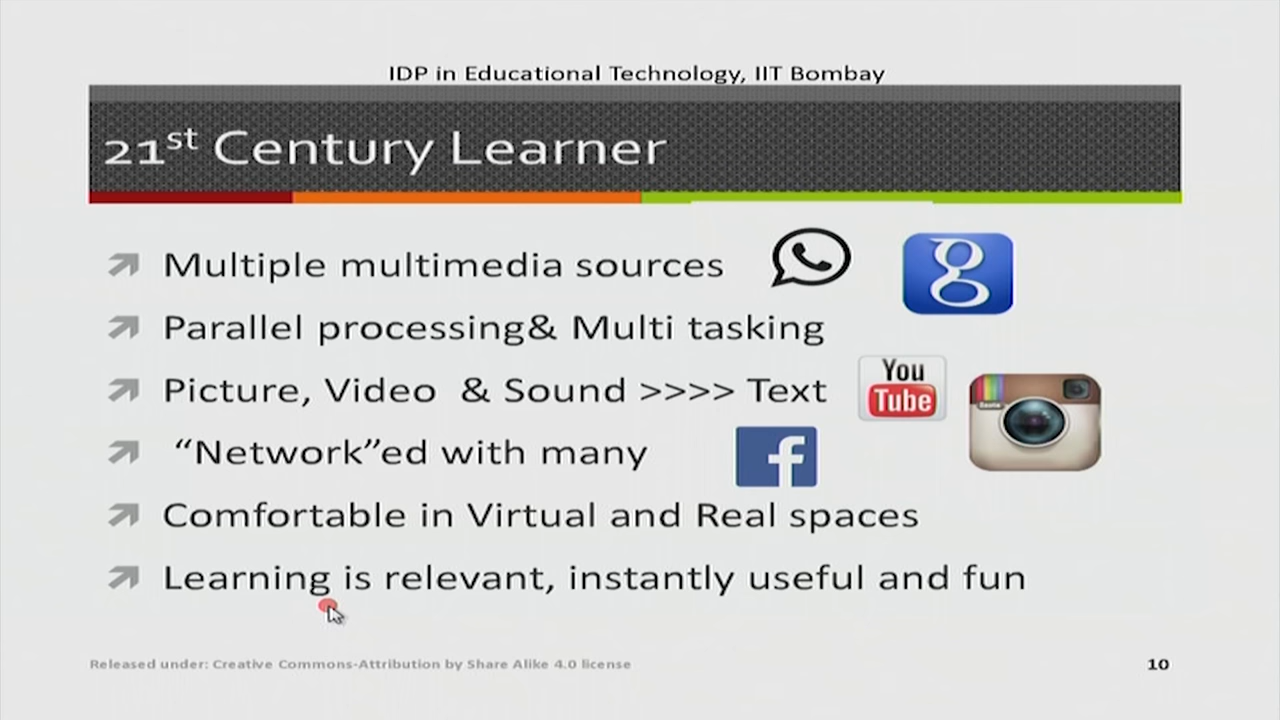 IDP in Educational Technology, IIT Bombay
21st Century Learner
Multiple multimedia sources
Parallel processing& Multi tasking
Picture, Video & Sound >>>> Text
You
Tube
“Network”ed with many
Comfortable in Virtual and Real spaces
Learning is relevant, instantly useful and fun
Released under: Creative Commons-Attribution by Share Alike 4.0 license
10